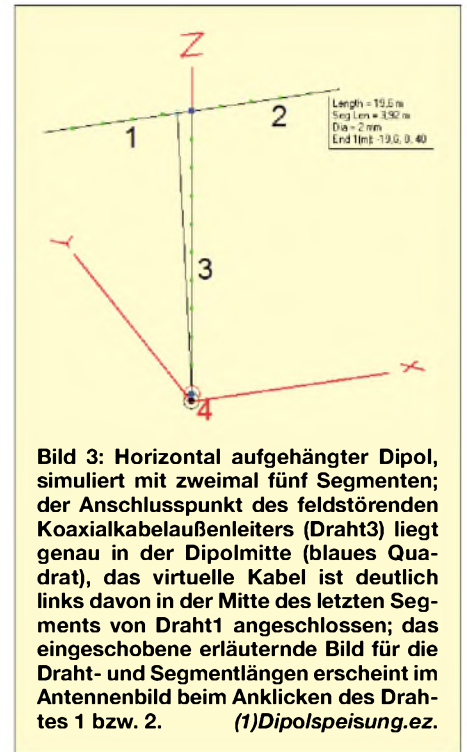 Z
1
2
Length = 19,6 m
Seg Len = 3,92 m
Dia = 2 mm
End 1(m): -19,6, 0, 40
3
Y
X
4
Bild 3: Horizontal aufgehängter Dipol,
simuliert mit zweimal fünf Segmenten;
der Anschlusspunkt des feldstörenden
Koaxialkabelaußenleiters (Draht3) liegt
genau in der Dipolmitte (blaues Qua-
drat), das virtuelle Kabel ist deutlich
links davon in der Mitte des letzten Seg-
ments von Draht1 angeschlossen; das
eingeschobene erläuternde Bild für die
Draht- und Segmentlängen erscheint im
Antennenbild beim Anklicken des Drah-
tes 1 bzw. 2. (1)Dipolspeisung.ez.